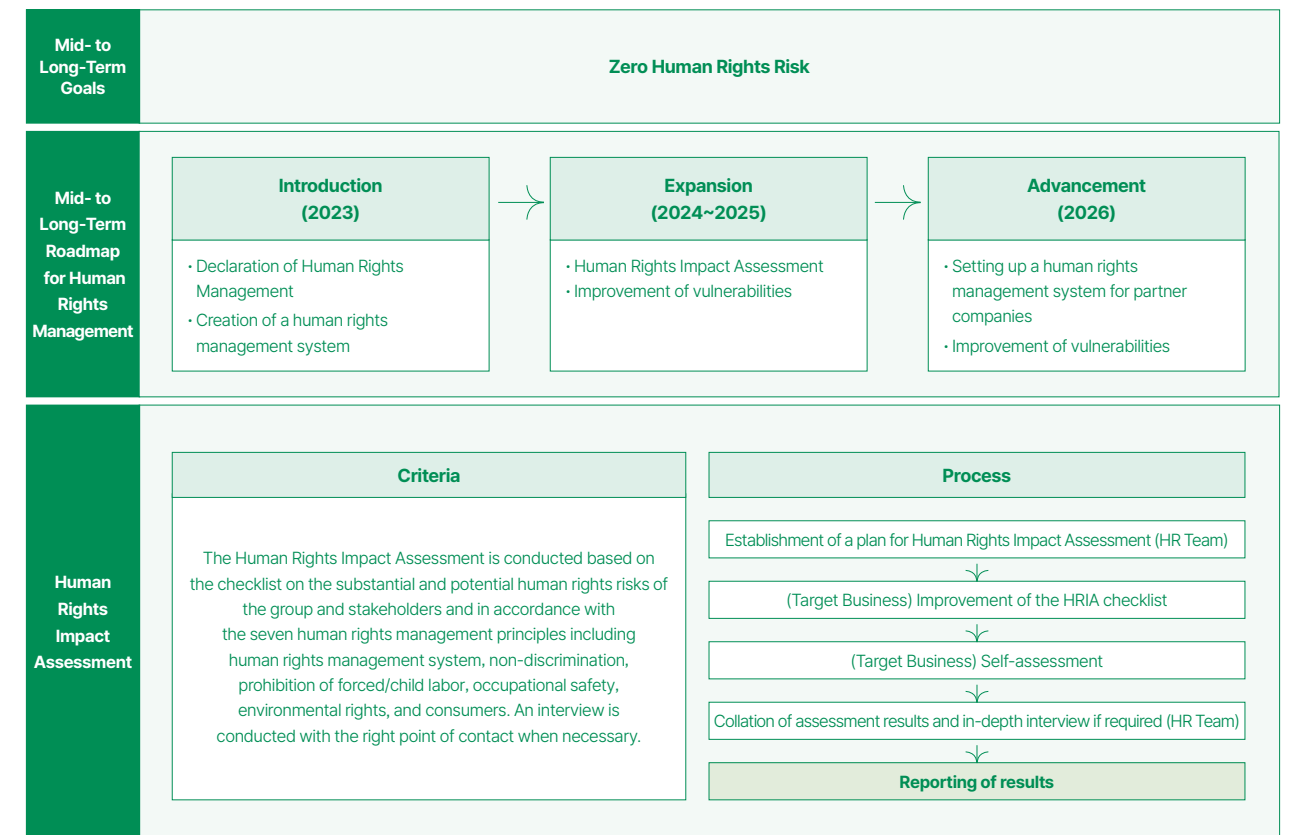 Mid- to
Long-Term
Goals
Zero Human Rights Risk
Mid- to
Long-Term
Roadmap
for Human
Rights
Management
Introduction
(2023)
· Declaration of Human Rights
Management
· Creation of a human rights
management system
Expansion
(2024~2025)
· Human Rights Impact Assessment
· Improvement of vulnerabilities
Advancement
(2026)
· Setting up a human rights
management system for partner
companies
· Improvement of vulnerabilities
Human
Rights
Impact
Assessment
Criteria
The Human Rights Impact Assessment is conducted based on
the checklist on the substantial and potential human rights risks of
the group and stakeholders and in accordance with
the seven human rights management principles including
human rights management system, non-discrimination,
prohibition of forced/child labor, occupational safety,
environmental rights, and consumers. An interview is
conducted with the right point of contact when necessary.
Process
Establishment of a plan for Human Rights Impact Assessment (HR Team)
(Target Business) Improvement of the HRIA checklist
(Target Business) Self-assessment
Collation of assessment results and in-depth interview if required (HR Team)
Reporting of results